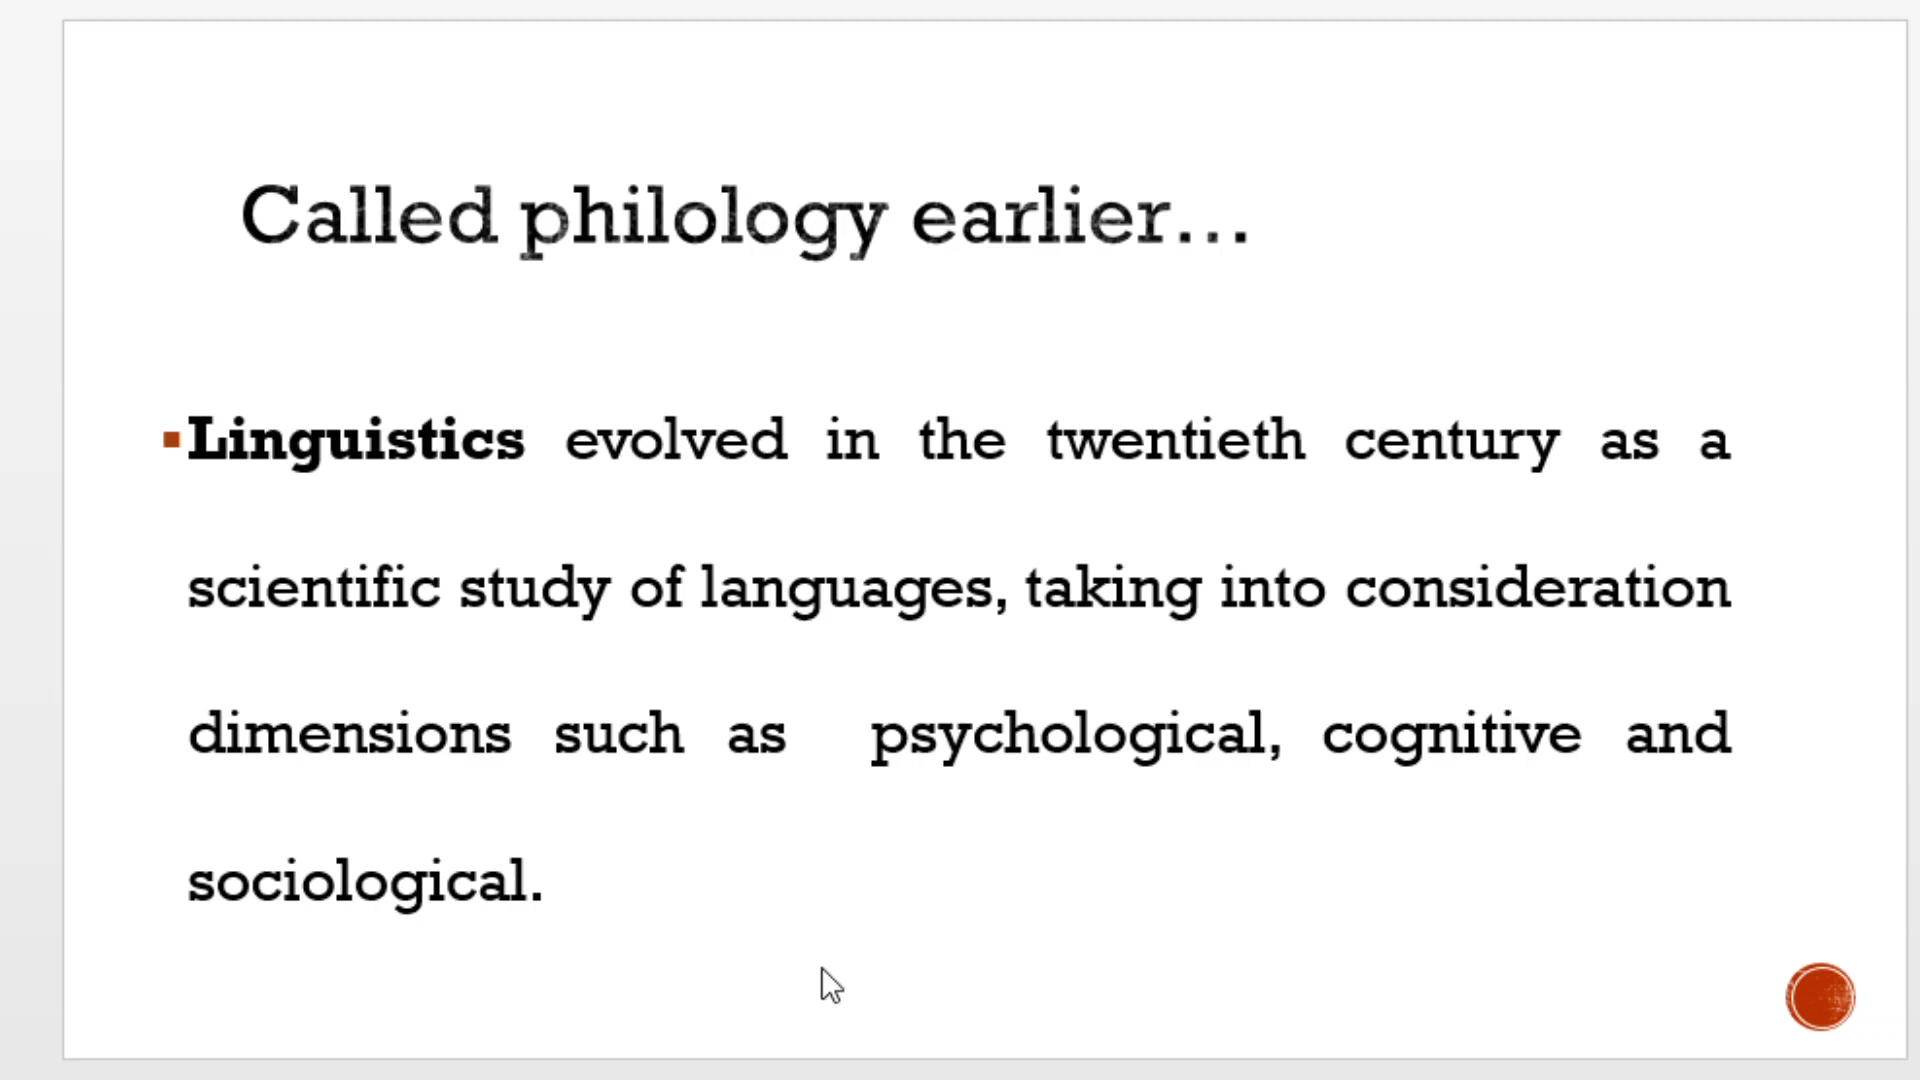 Called philology earlier...
Linguistics evolved in the twentieth century as a
scientific study of languages, taking into consideration
dimensions such as psychological, cognitive and
sociological.